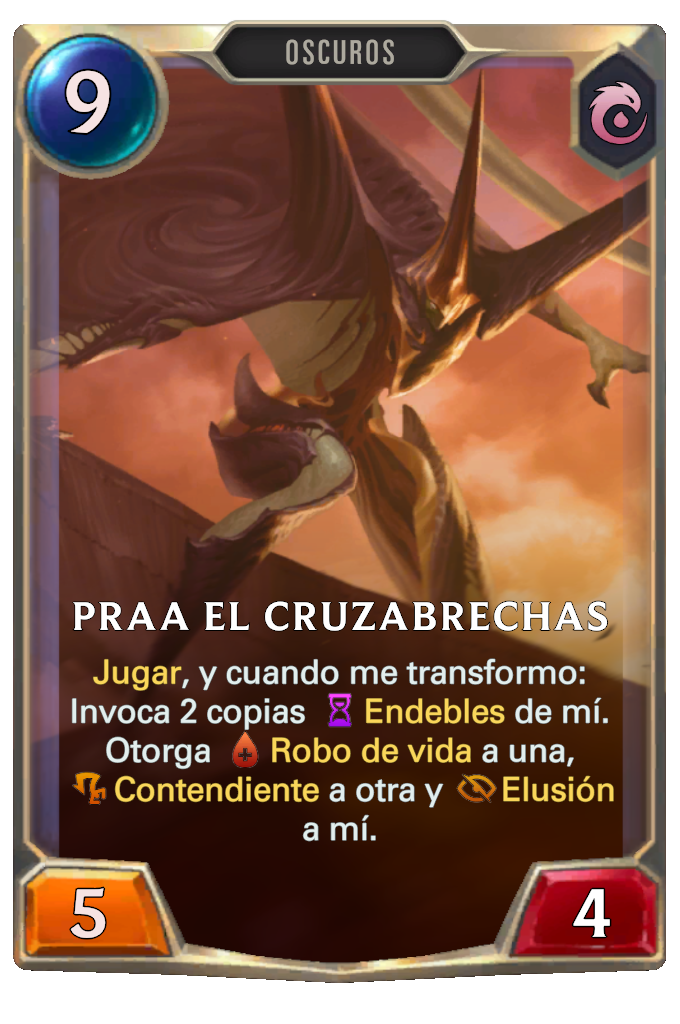 OSCUROS
9
PRAA EL CRUZABRECHAS
Jugar, y cuando me transformo:
Invoca 2 copias Endebles de mí.
Otorga Robo de vida a una,
Contendiente a otra y Elusión
a mí.
5
4